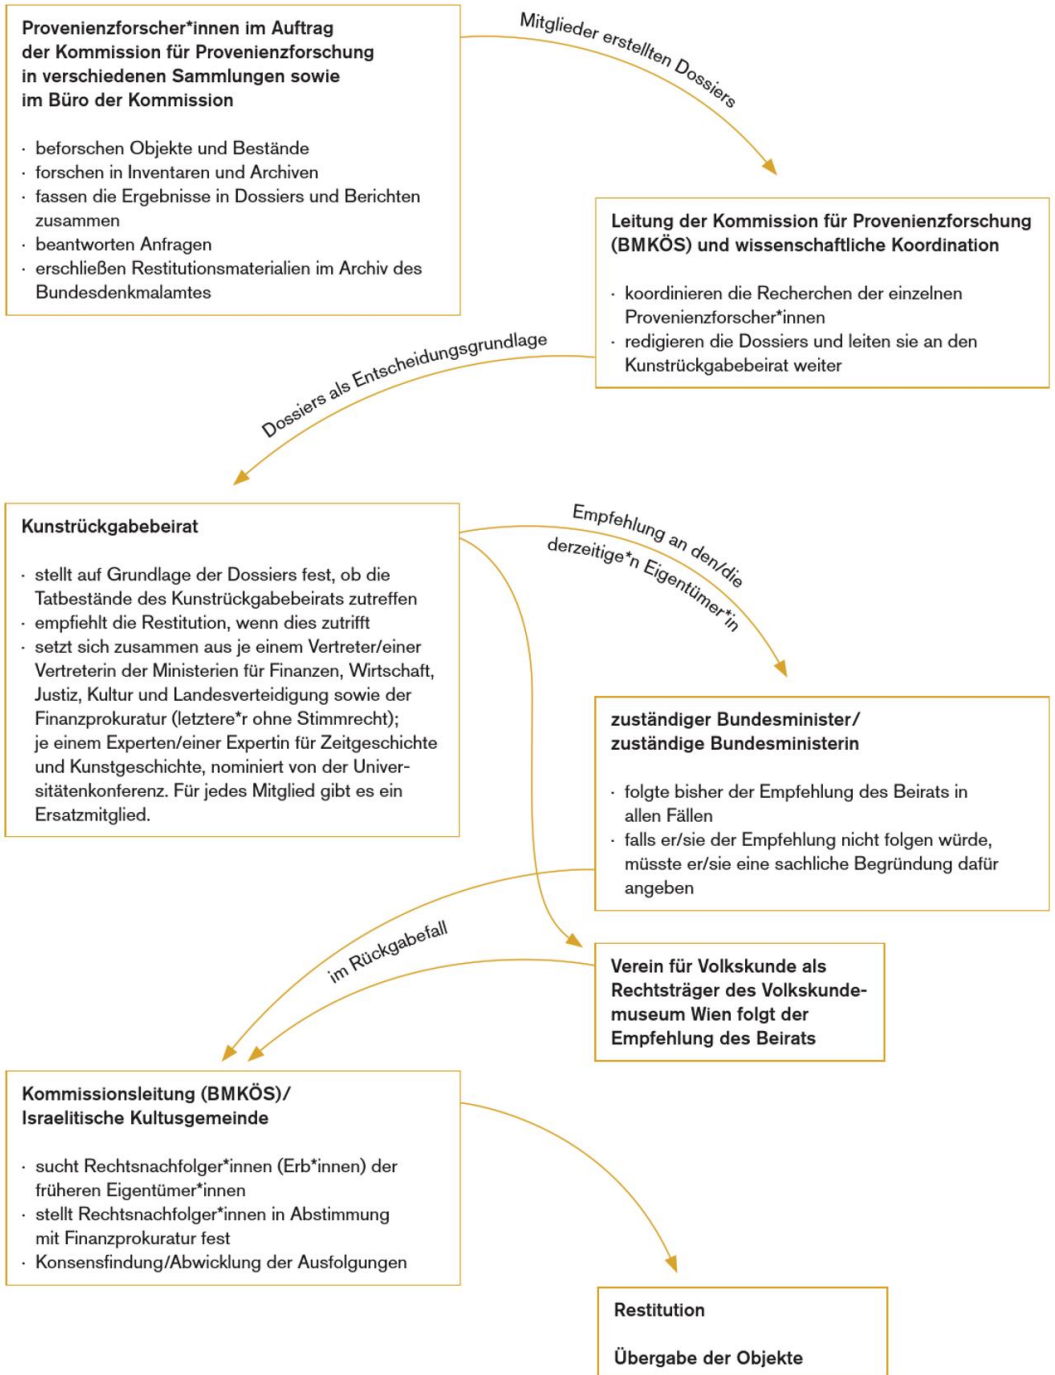 Provenienzforscher*innen im Auftrag
der Kommission für Provenienzforschung
in verschiedenen Sammlungen sowie
im Büro der Kommission
· beforschen Objekte und Bestände
· forschen in Inventaren und Archiven
· fassen die Ergebnisse in Dossiers und Berichten
zusammen
· beantworten Anfragen
· erschließen Restitutionsmaterialien im Archiv des
Bundesdenkmalamtes
Mitglieder erstellten Dossiers
Leitung der Kommission für Provenienzforschung
(BMKÖS) und wissenschaftliche Koordination
· koordinieren die Recherchen der einzelnen
Provenienzforscher*innen
· redigieren die Dossiers und leiten sie an den
Kunstrückgabebeirat weiter
Dossiers als Entscheidungsgrundlage
Kunstrückgabebeirat
· stellt auf Grundlage der Dossiers fest, ob die
Tatbestände des Kunstrückgabebeirats zutreffen
· empfiehlt die Restitution, wenn dies zutrifft
· setzt sich zusammen aus je einem Vertreter/einer
Vertreterin der Ministerien für Finanzen, Wirtschaft,
Justiz, Kultur und Landesverteidigung sowie der
Finanzprokuratur (letztere*r ohne Stimmrecht);
je einem Experten/einer Expertin für Zeitgeschichte
und Kunstgeschichte, nominiert von der Univer-
sitätenkonferenz. Für jedes Mitglied gibt es ein
Ersatzmitglied.
Empfehlung an den/die
derzeitige*n Eigentümer*in
zuständiger Bundesminister/
zuständige Bundesministerin
· folgte bisher der Empfehlung des Beirats in
allen Fällen
· falls er/sie der Empfehlung nicht folgen würde,
müsste er/sie eine sachliche Begründung dafür
angeben
im Rückgabefall
Verein für Volkskunde als
Rechtsträger des Volkskunde-
museum Wien folgt der
Empfehlung des Beirats
Kommissionsleitung (BMKÖS)/
Israelitische Kultusgemeinde
· sucht Rechtsnachfolger*innen (Erb*innen) der
früheren Eigentümer*innen
· stellt Rechtsnachfolger*innen in Abstimmung
mit Finanzprokuratur fest
· Konsensfindung/Abwicklung der Ausfolgungen
Restitution
Übergabe der Objekte